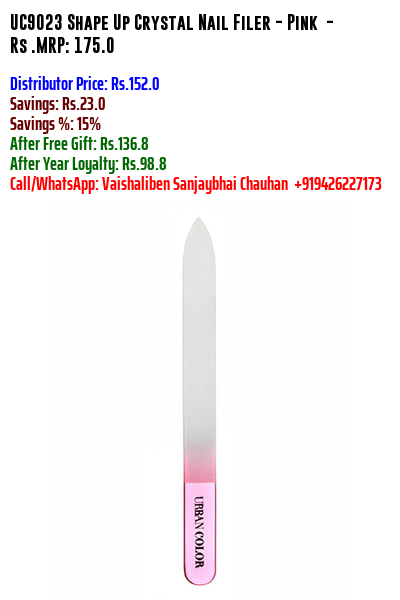 UC9023 Shape Up Crystal Nail Filer - Pink -
Rs .MRP: 175.0
Distributor Price: Rs.152.0
Savings: Rs.23.0
Savings %: 15%
After Free Gift: Rs.136.8
After Year Loyalty: Rs.98.8
Call/WhatsApp: Vaishaliben Sanjaybhai Chauhan +919426227173
URBAN COLOR